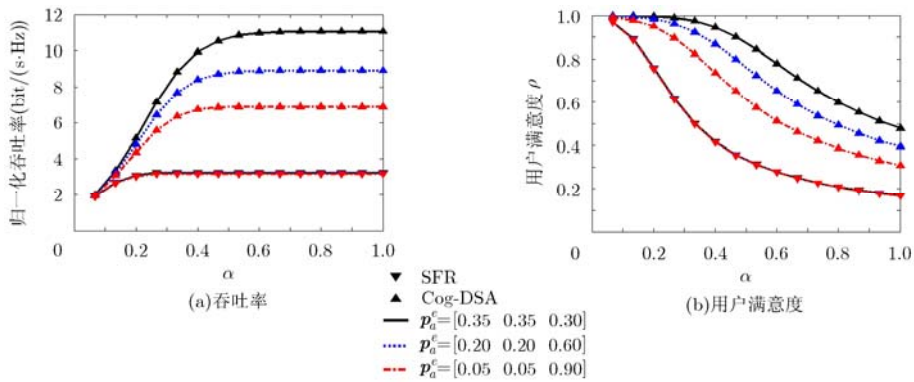 归一化吞吐率(bit/(s·Hz))
12
10
8
6
4
2
0
0.2 0.4 0.6 0.8 1.0
α
(a)吞吐率
用户满意度 ρ
1.0
0.8
0.6
0.4
0.2
0
0.2 0.4 0.6 0.8 1.0
α
(b)用户满意度
SFR
Cog-DSA
pₐᵉ=[0.35 0.35 0.30]
pₐᵉ=[0.20 0.20 0.60]
pₐᵉ=[0.05 0.05 0.90]